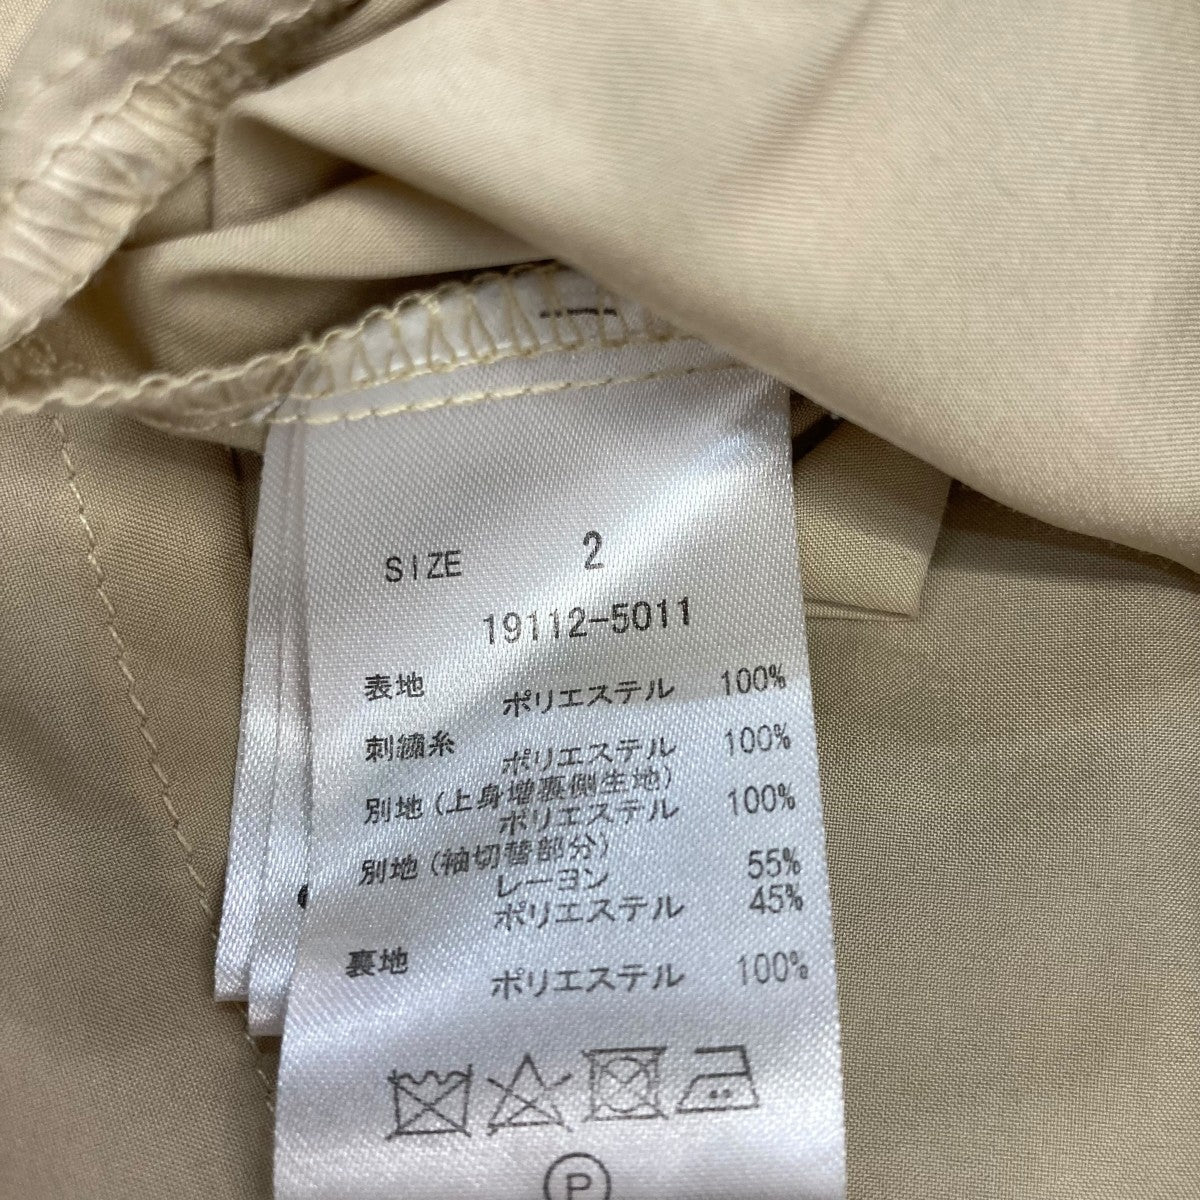 SIZE 2
19112-5011
表地 ポリエステル 100%
刺繍糸 ポリエステル 100%
別地(上身増裏側生地)
ポリエステル 100%
別地(袖切替部分)
レーヨン 55%
ポリエステル 45%
裏地 ポリエステル 100%
P